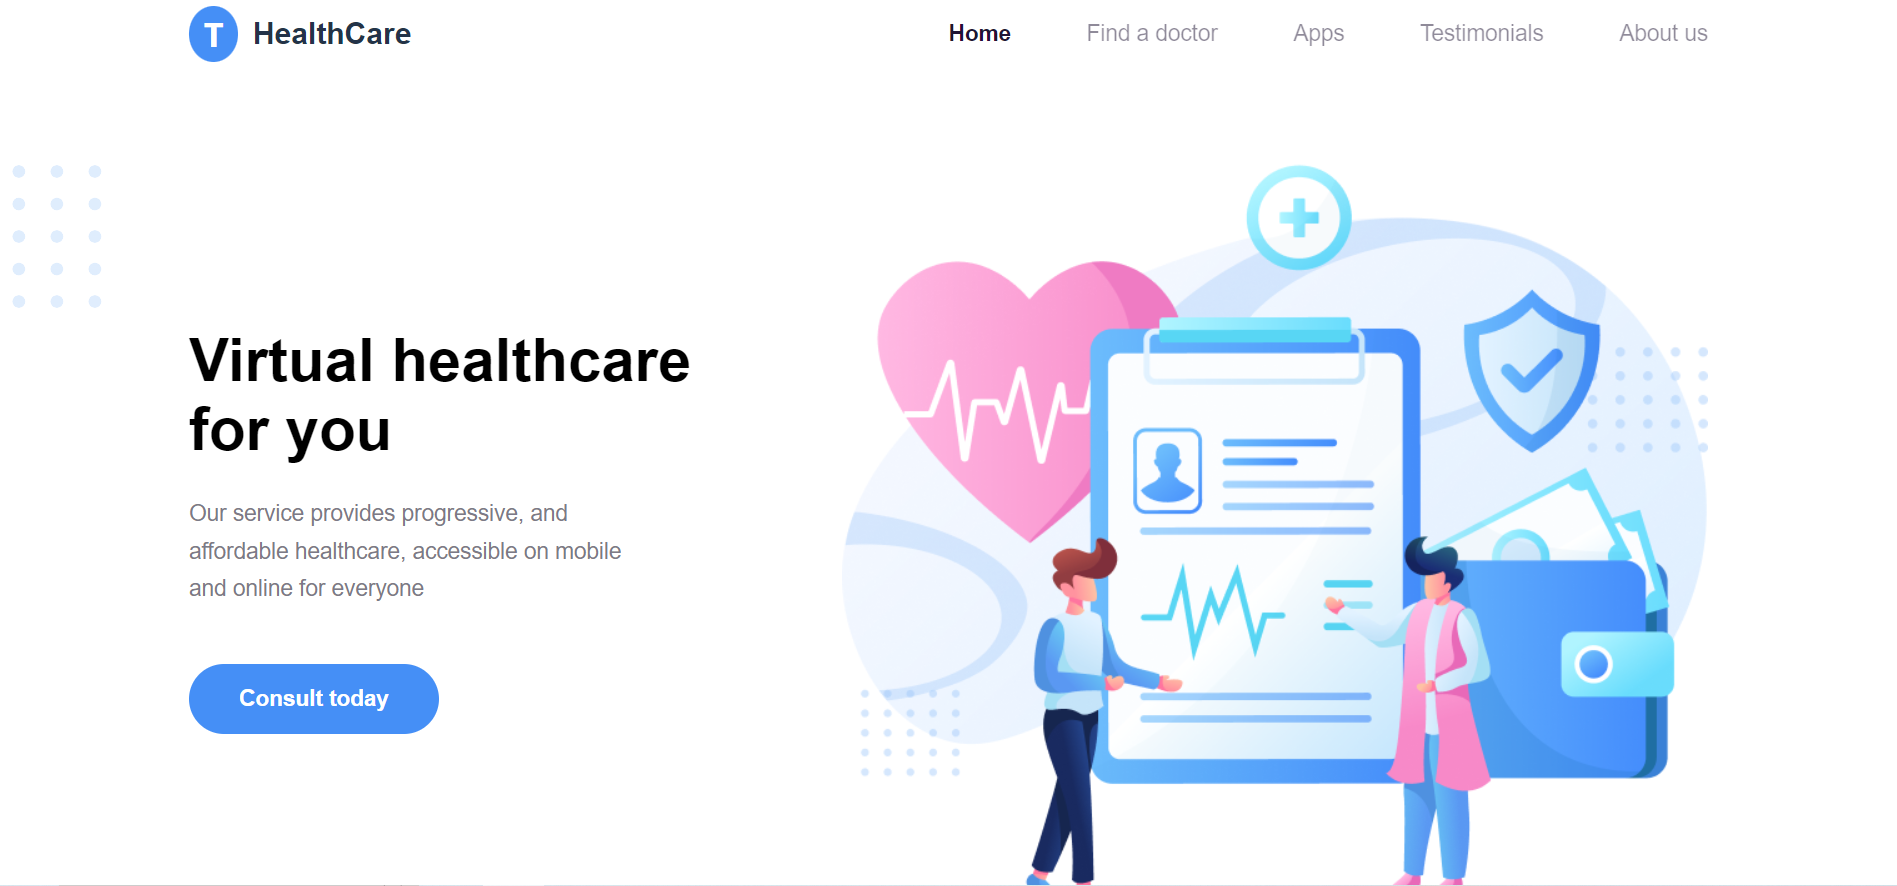 T HealthCare
Home Find a doctor Apps Testimonials About us
Virtual healthcare
for you
Our service provides progressive, and
affordable healthcare, accessible on mobile
and online for everyone
Consult today